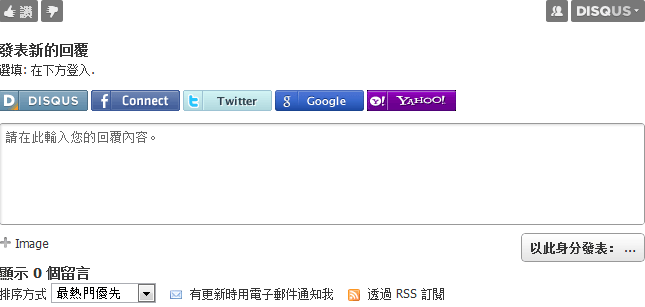 讚 DISQUS
發表新的回覆
選填: 在下方登入.
D DISQUS f Connect t Twitter g Google Y! YAHOO!
請在此輸入您的回覆內容。
Image 以此身分發表： ...
顯示 0 個留言
排序方式 最熱門優先 有更新時用電子郵件通知我 透過 RSS 訂閱